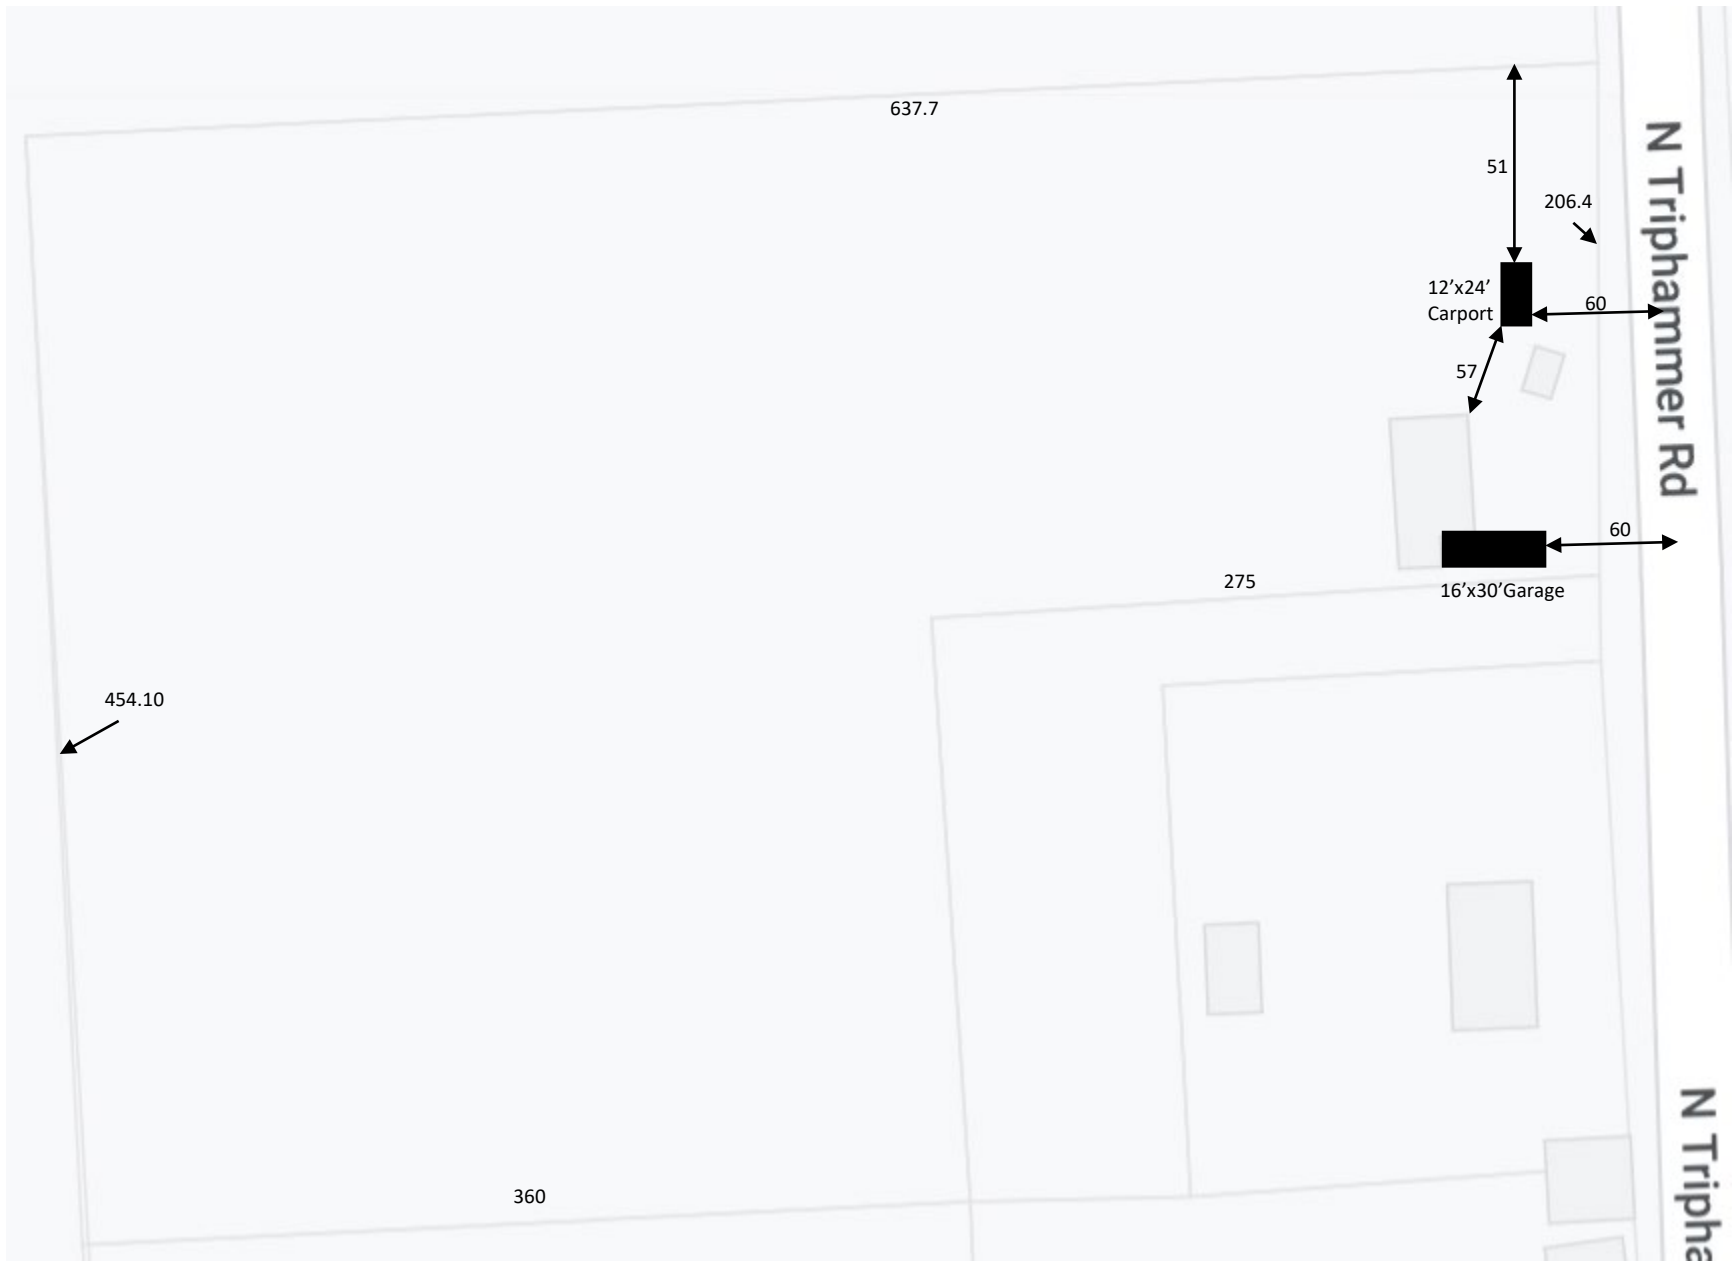 637.7
51
206.4
N Triphammer Rd
12’x24’
Carport
60
57
60
275
16’x30’Garage
454.10
360
N Tripha